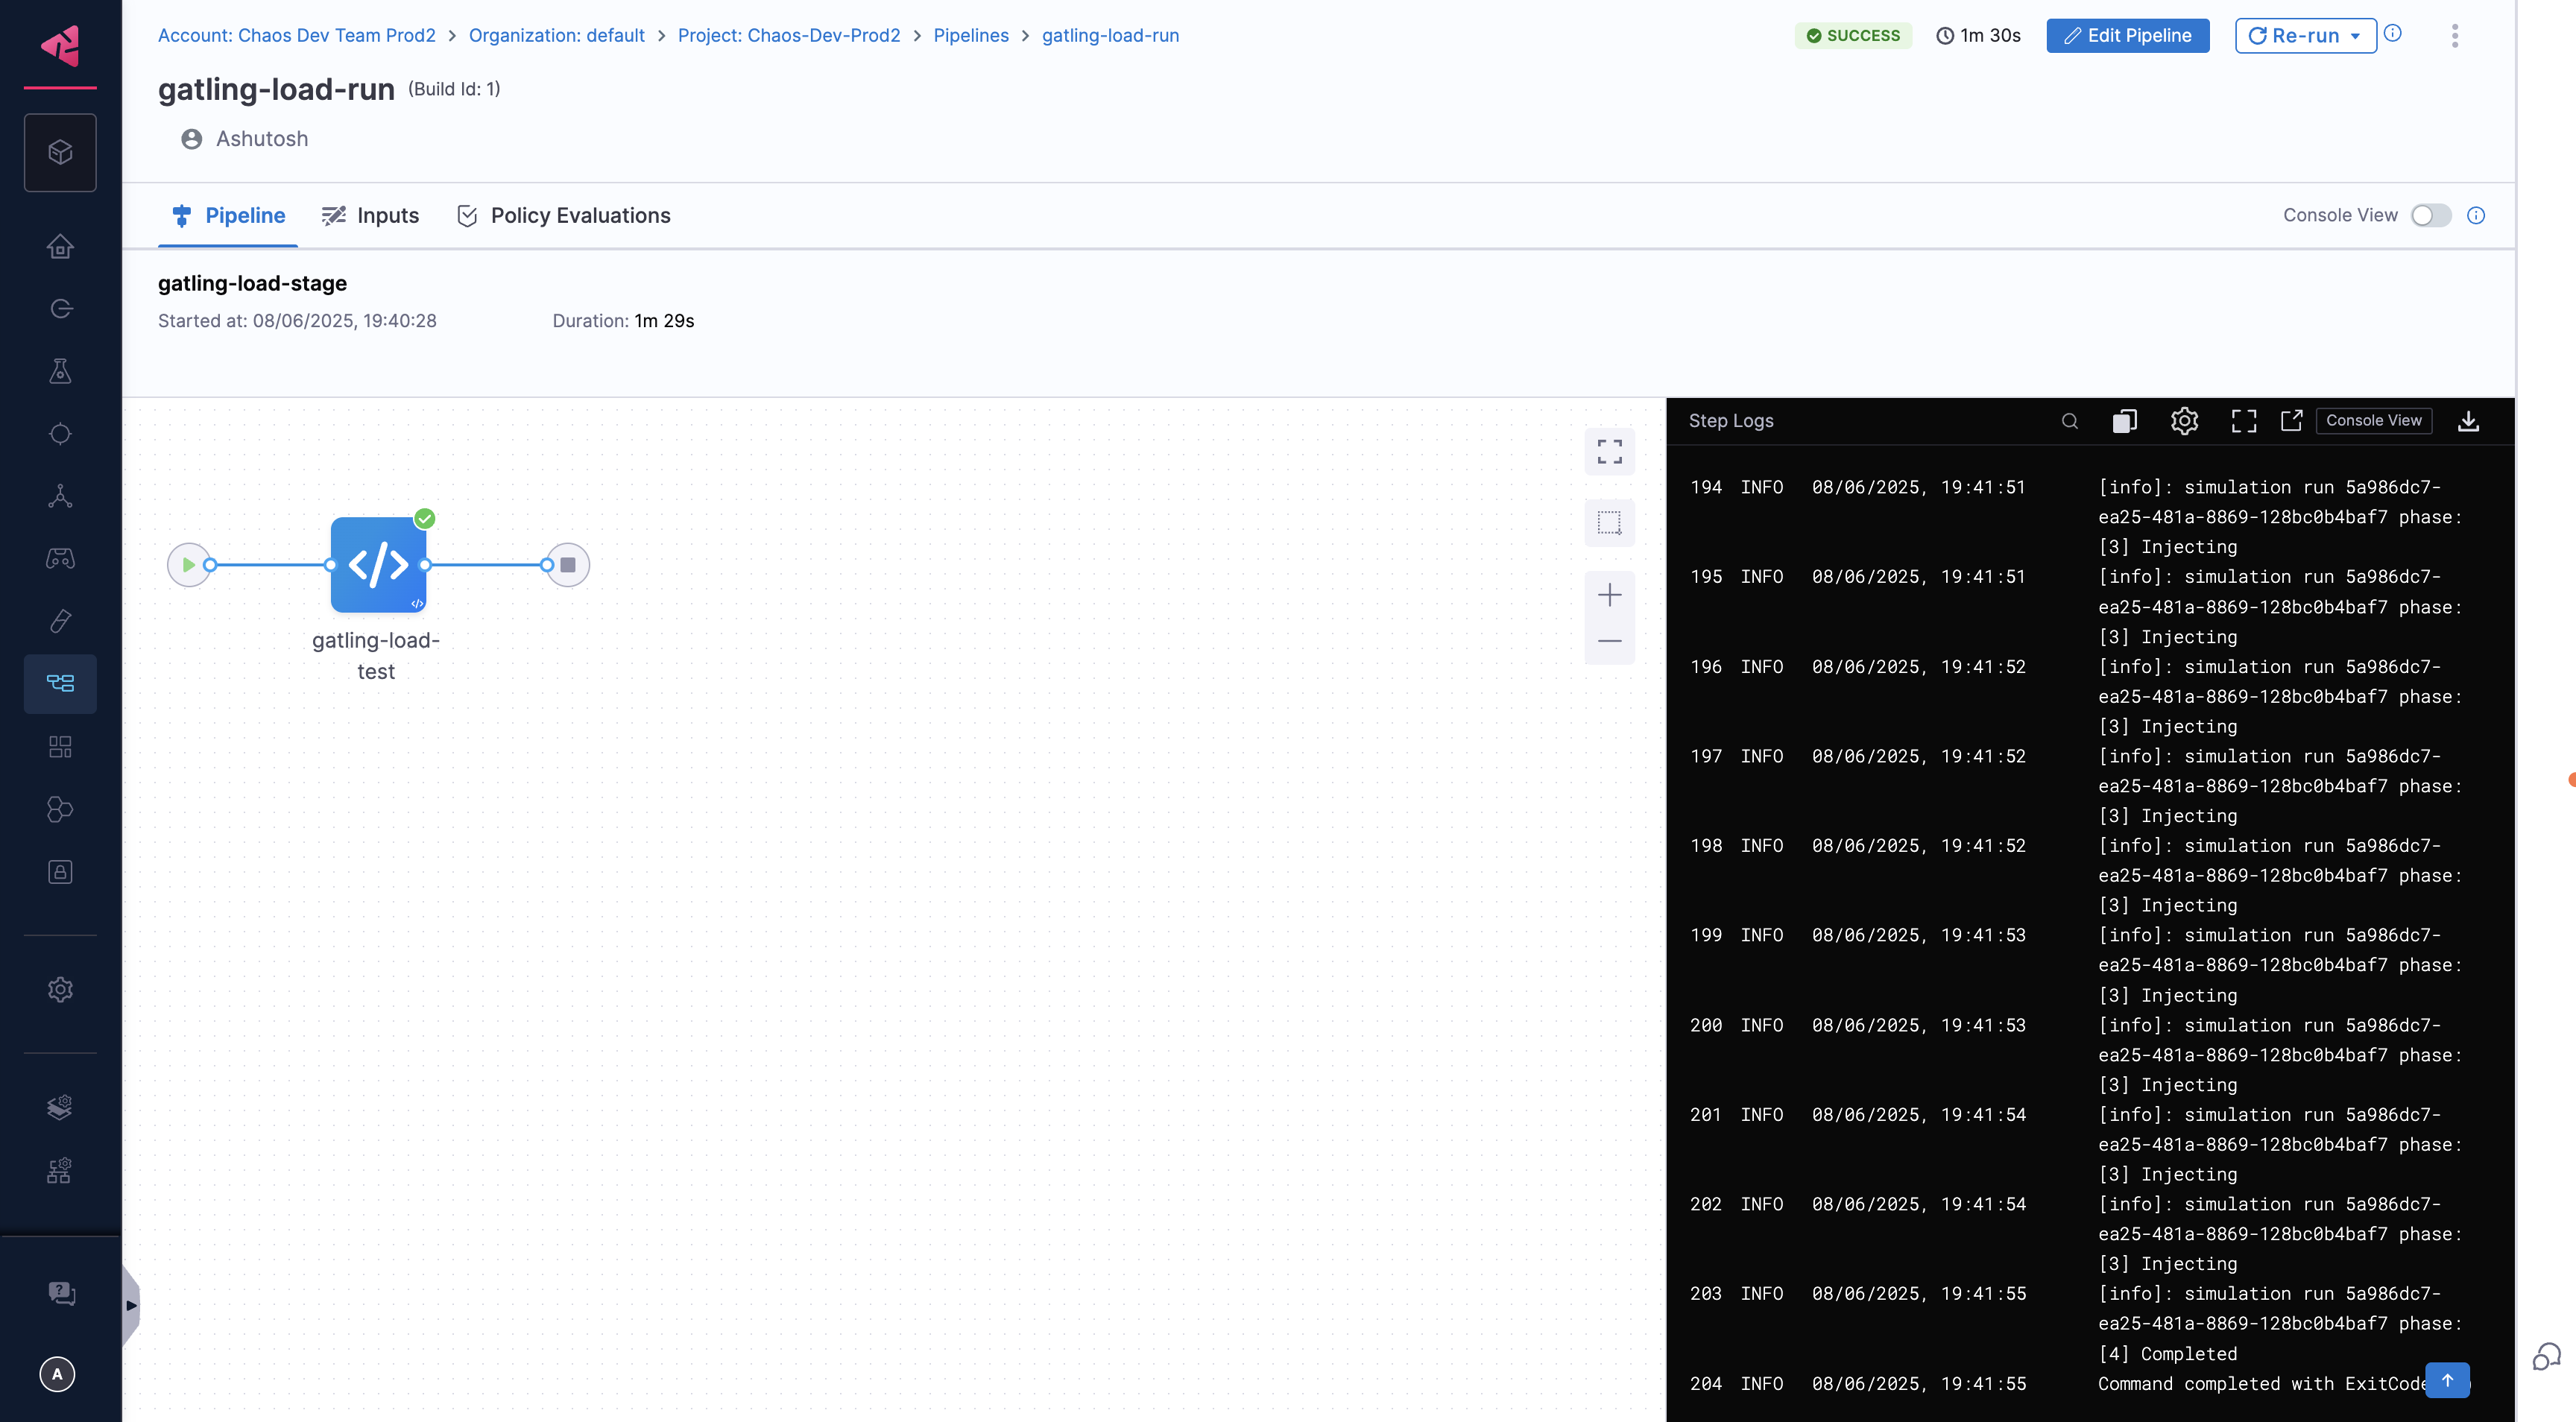 Account: Chaos Dev Team Prod2 > Organization: default > Project: Chaos-Dev-Prod2 > Pipelines > gatling-load-run
SUCCESS
1m 30s
Edit Pipeline
Re-run
gatling-load-run (Build Id: 1)
Ashutosh
Pipeline
Inputs
Policy Evaluations
Console View
gatling-load-stage
Started at: 08/06/2025, 19:40:28
Duration: 1m 29s
gatling-load-
test
Step Logs
Console View
194 INFO 08/06/2025, 19:41:51 [info]: simulation run 5a986dc7-
ea25-481a-8869-128bc0b4baf7 phase:
[3] Injecting
195 INFO 08/06/2025, 19:41:51 [info]: simulation run 5a986dc7-
ea25-481a-8869-128bc0b4baf7 phase:
[3] Injecting
196 INFO 08/06/2025, 19:41:52 [info]: simulation run 5a986dc7-
ea25-481a-8869-128bc0b4baf7 phase:
[3] Injecting
197 INFO 08/06/2025, 19:41:52 [info]: simulation run 5a986dc7-
ea25-481a-8869-128bc0b4baf7 phase:
[3] Injecting
198 INFO 08/06/2025, 19:41:52 [info]: simulation run 5a986dc7-
ea25-481a-8869-128bc0b4baf7 phase:
[3] Injecting
199 INFO 08/06/2025, 19:41:53 [info]: simulation run 5a986dc7-
ea25-481a-8869-128bc0b4baf7 phase:
[3] Injecting
200 INFO 08/06/2025, 19:41:53 [info]: simulation run 5a986dc7-
ea25-481a-8869-128bc0b4baf7 phase:
[3] Injecting
201 INFO 08/06/2025, 19:41:54 [info]: simulation run 5a986dc7-
ea25-481a-8869-128bc0b4baf7 phase:
[3] Injecting
202 INFO 08/06/2025, 19:41:54 [info]: simulation run 5a986dc7-
ea25-481a-8869-128bc0b4baf7 phase:
[3] Injecting
203 INFO 08/06/2025, 19:41:55 [info]: simulation run 5a986dc7-
ea25-481a-8869-128bc0b4baf7 phase:
[4] Completed
204 INFO 08/06/2025, 19:41:55 Command completed with ExitCode
A